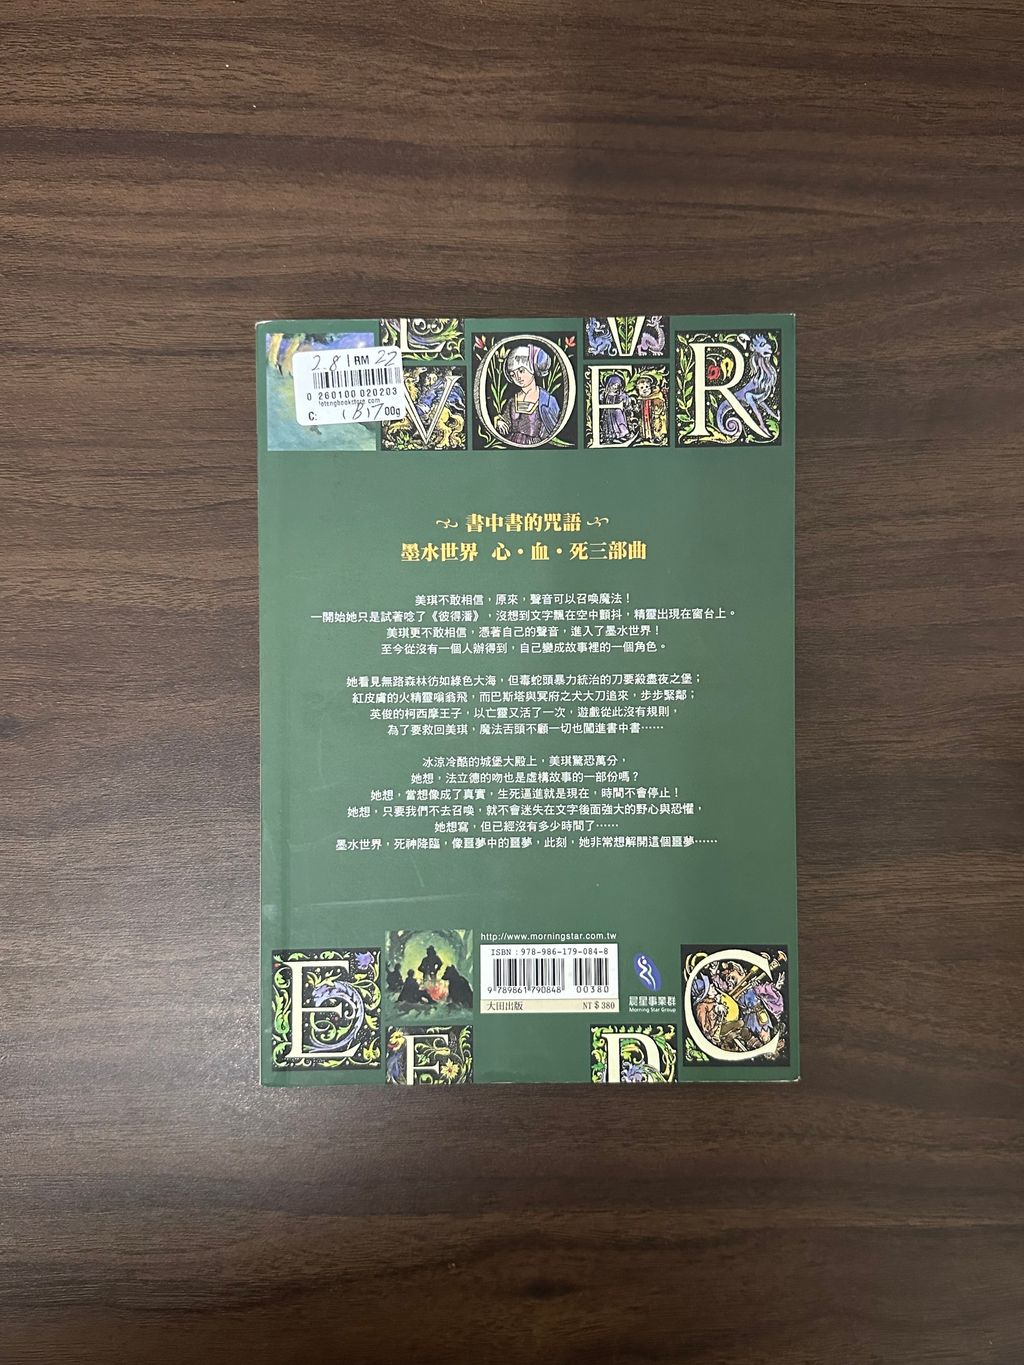 2.81 RM 22
0 260100 020203
C: 00g
E
V
V
O
E
R
書中書的咒語
墨水世界 心・血・死三部曲
美琪不敢相信，原來，聲音可以召喚魔法！
一開始她只是試著唸了《彼得潘》，沒想到文字飄在空中顫抖，精靈出現在窗台上。
美琪更不敢相信，憑著自己的聲音，進入了墨水世界！
至今從沒有一個人辦得到，自己變成故事裡的一個角色。
她看見無路森林彷如綠色大海，但毒蛇頭暴力統治的刀要殺盡夜之堡；
紅皮膚的火精靈嗡翁飛，而巴斯塔與冥府之犬大刀追來，步步緊鄰；
英俊的柯西摩王子，以亡靈又活了一次，遊戲從此沒有規則，
為了要救回美琪，魔法舌頭不顧一切也闖進書中書……
冰涼冷酷的城堡大殿上，美琪驚恐萬分，
她想，法立德的吻也是虛構故事的一部份嗎？
她想，當想像成了真實，生死逼進就是現在，時間不會停止！
她想，只要我們不去召喚，就不會迷失在文字後面強大的野心與恐懼，
她想寫，但已經沒有多少時間了……
墨水世界，死神降臨，像噩夢中的噩夢，此刻，她非常想解開這個噩夢……
http://www.morningstar.com.tw
ISBN：978-986-179-084-8
9 789861 790848 00380
大田出版 NT＄380
晨星事業群
Morning Star Group
E
C